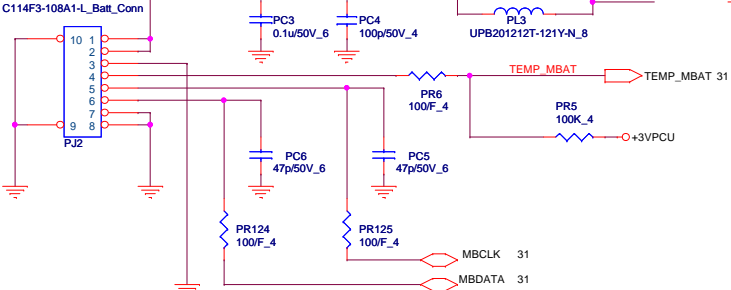 C114F3-108A1-L_Batt_Conn
PC3
0.1u/50V_6
PC4
100p/50V_4
PL3
UPB201212T-121Y-N_8
10 1
2
3
4
5
6
7
9 8
PJ2
TEMP_MBAT
TEMP_MBAT 31
PR6
100/F_4
PR5
100K_4
+3VPCU
PC6
47p/50V_6
PC5
47p/50V_6
PR124
100/F_4
PR125
100/F_4
MBCLK 31
MBDATA 31